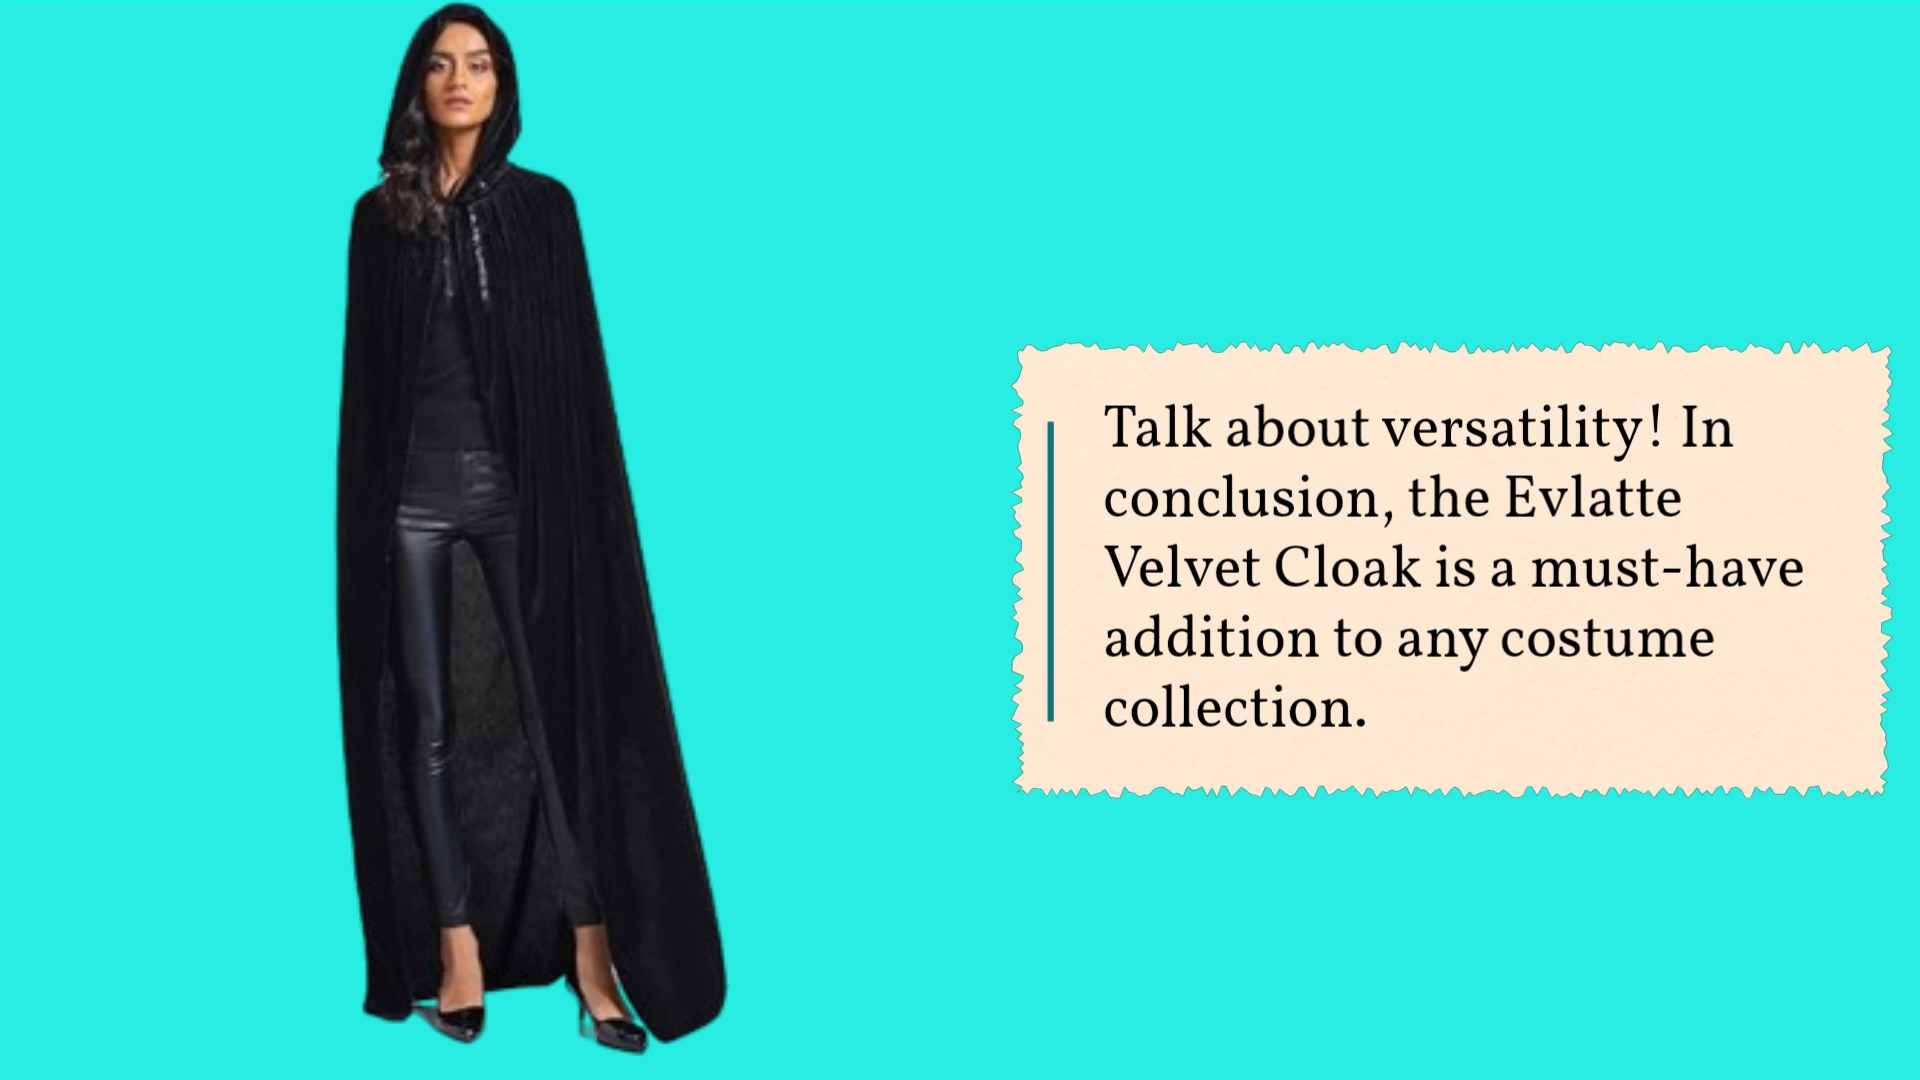 Talk about versatility! In
conclusion, the Evlatte
Velvet Cloak is a must-have
addition to any costume
collection.